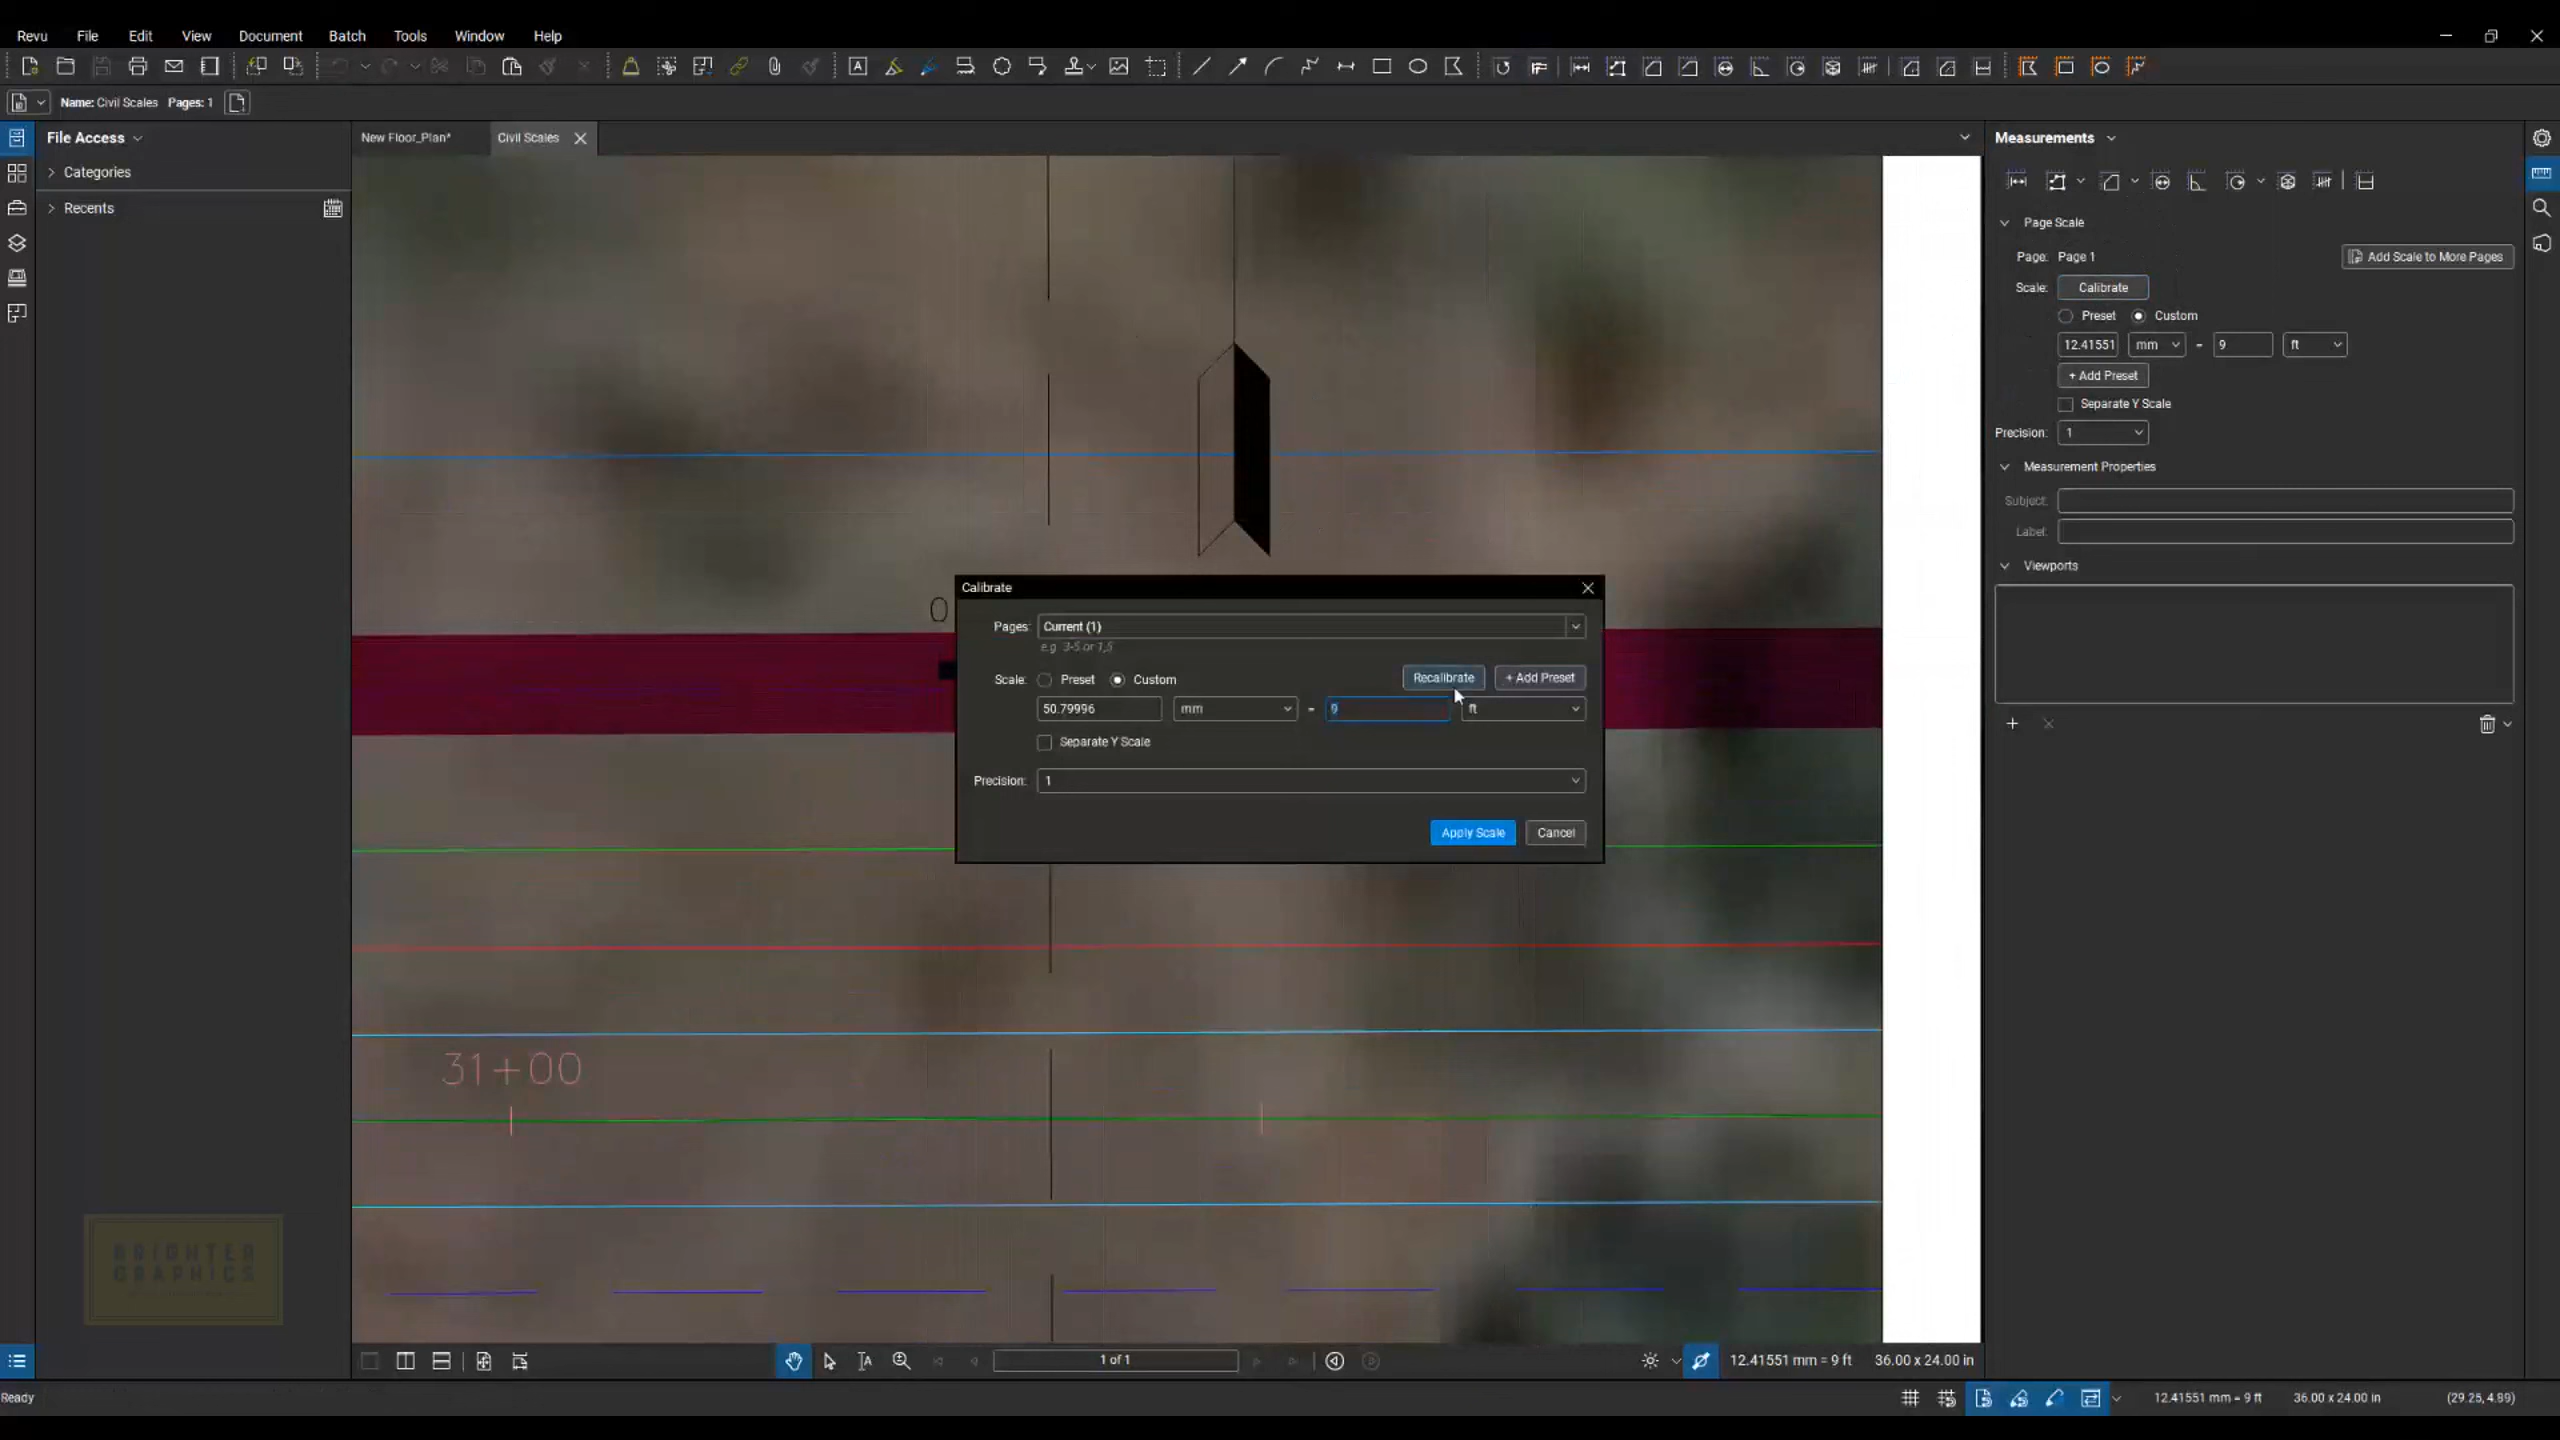 Revu File Edit View Document Batch Tools Window Help
Name: Civil Scales Pages: 1
File Access
Categories
Recents
New Floor_Plan* Civil Scales
0
31+00
Calibrate
Pages: Current (1)
e.g. 3-5 or 1,5
Scale: Preset Custom Recalibrate + Add Preset
50.79996 mm = 9 ft
Separate Y Scale
Precision: 1
Apply Scale Cancel
Measurements
Page Scale
Page: Page 1 Add Scale to More Pages
Scale: Calibrate
Preset Custom
12.41551 mm = 9 ft
+ Add Preset
Separate Y Scale
Precision: 1
Measurement Properties
Subject:
Label:
Viewports
BRIGHTER
GRAPHICS
1 of 1 12.41551 mm = 9 ft 36.00 x 24.00 in
Ready 12.41551 mm = 9 ft 36.00 x 24.00 in (29.25, 4.89)